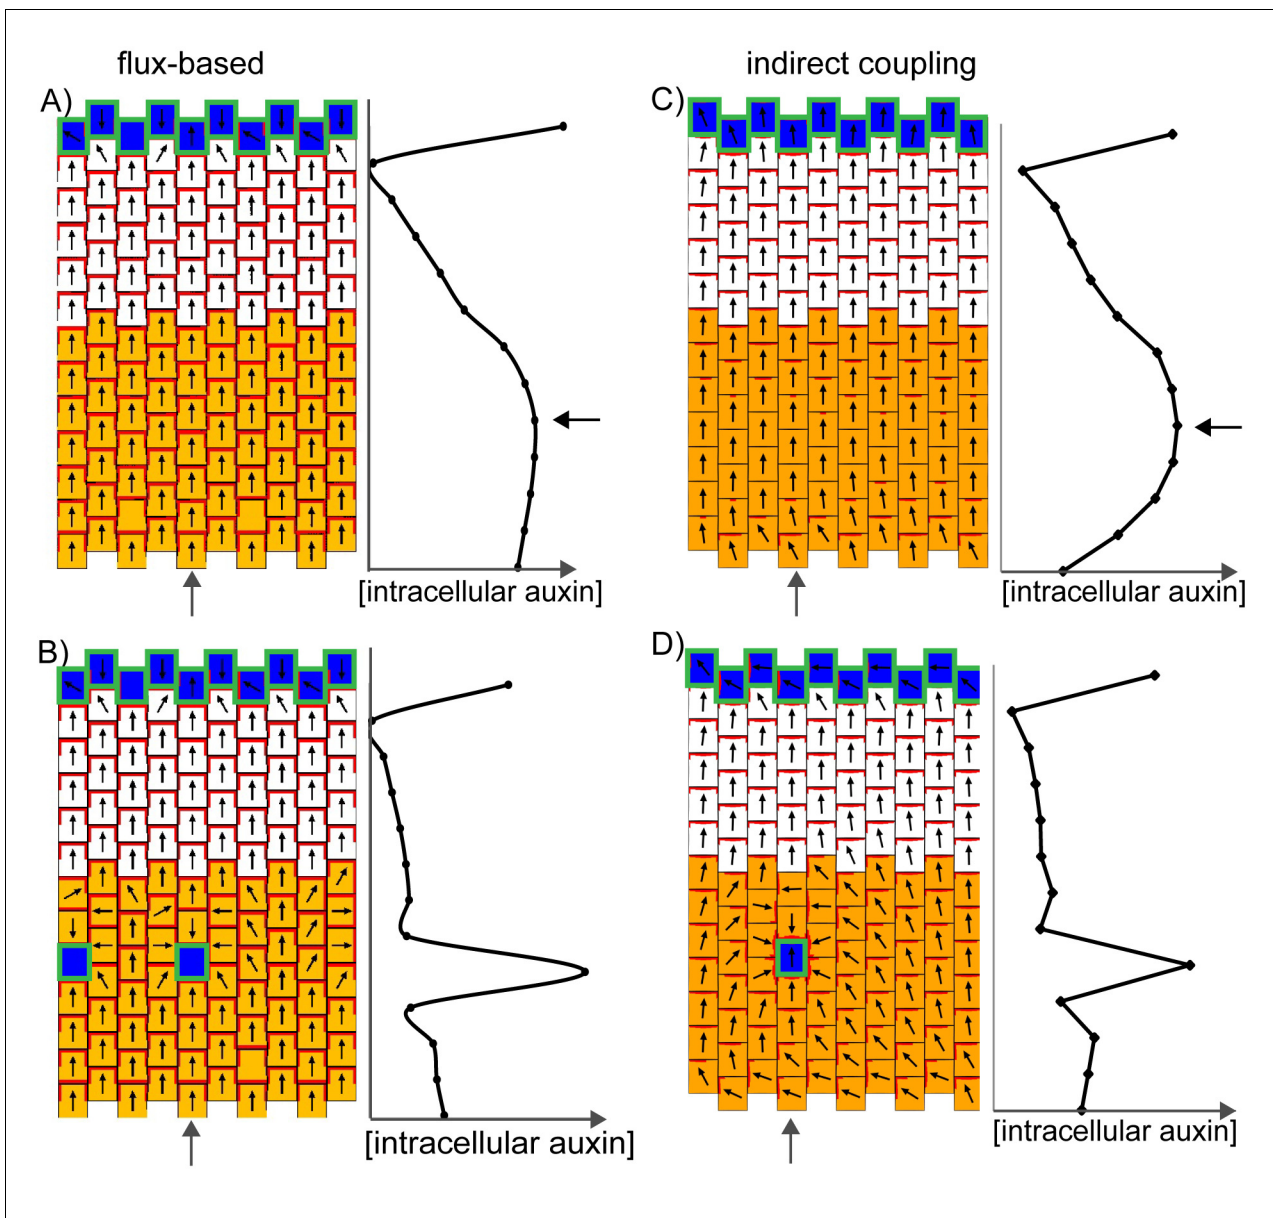 flux-based
indirect coupling
A)
C)
[intracellular auxin]
[intracellular auxin]
B)
D)
[intracellular auxin]
[intracellular auxin]